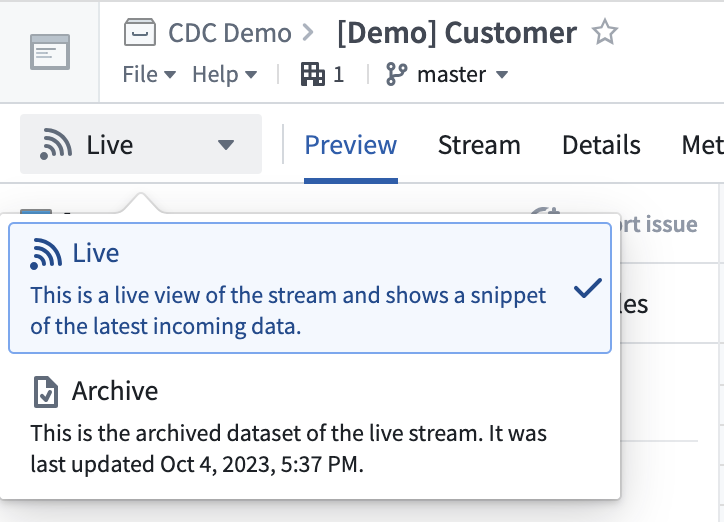 CDC Demo > [Demo] Customer
File Help 1 master
Live Preview Stream Details Met
rt issue
Live
This is a live view of the stream and shows a snippet
of the latest incoming data.
les
Archive
This is the archived dataset of the live stream. It was
last updated Oct 4, 2023, 5:37 PM.